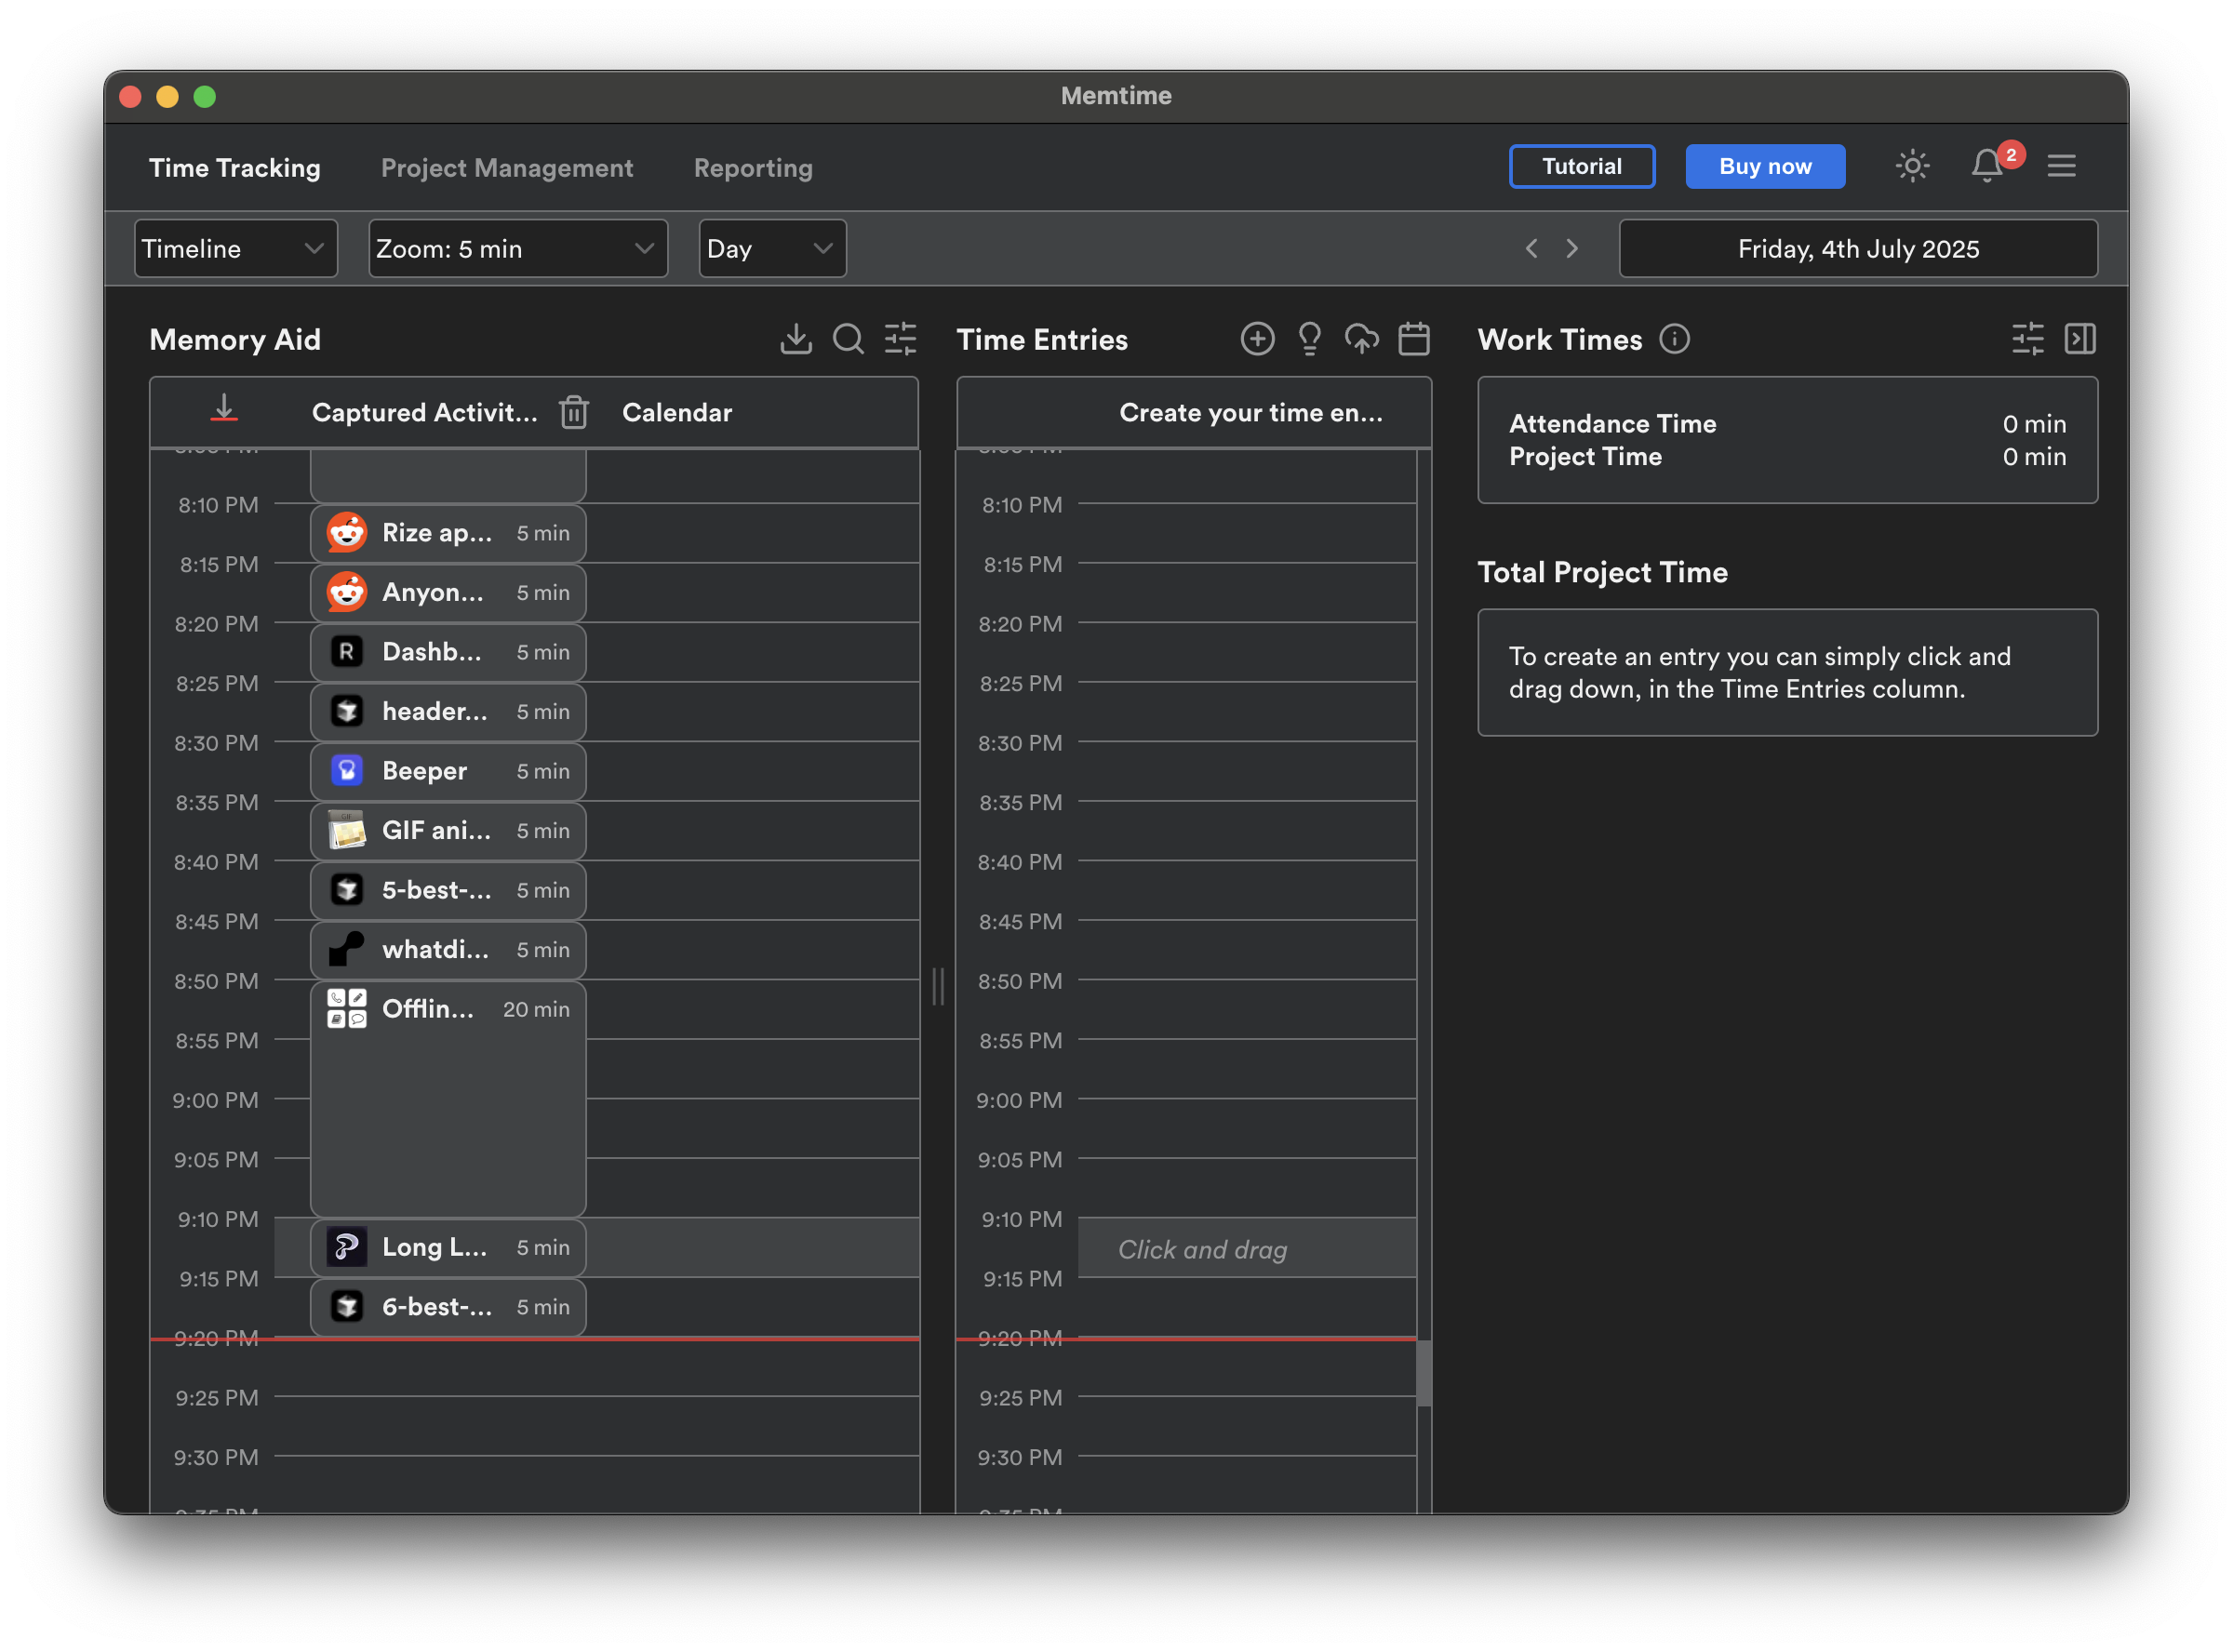 Memtime
Time Tracking Project Management Reporting Tutorial Buy now 2
Timeline Zoom: 5 min Day Friday, 4th July 2025
Memory Aid Time Entries Work Times
Captured Activit... Calendar Create your time en...
Attendance Time 0 min
Project Time 0 min
8:10 PM 8:10 PM
Rize ap... 5 min
8:15 PM 8:15 PM
Anyon... 5 min
Total Project Time
8:20 PM 8:20 PM
R Dashb... 5 min
To create an entry you can simply click and
drag down, in the Time Entries column.
8:25 PM 8:25 PM
header... 5 min
8:30 PM 8:30 PM
Beeper 5 min
8:35 PM 8:35 PM
GIF ani... 5 min
8:40 PM 8:40 PM
5-best-... 5 min
8:45 PM 8:45 PM
whatdi... 5 min
8:50 PM 8:50 PM
Offlin... 20 min
8:55 PM 8:55 PM
9:00 PM 9:00 PM
9:05 PM 9:05 PM
9:10 PM 9:10 PM
Long L... 5 min Click and drag
9:15 PM 9:15 PM
6-best-... 5 min
9:20 PM 9:20 PM
9:25 PM 9:25 PM
9:30 PM 9:30 PM